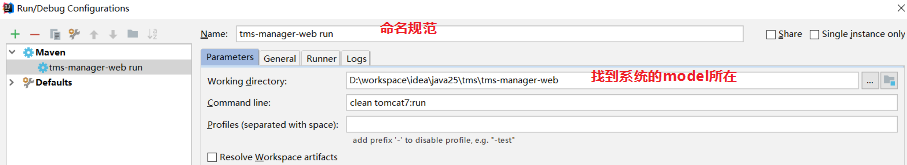 Run/Debug Configurations
Name: tms-manager-web run 命名规范 Share Single instance only
Maven
tms-manager-web run
Defaults
Parameters General Runner Logs
Working directory: D:\workspace\idea\java25\tms\tms-manager-web 找到系统的model所在 ...
Command line: clean tomcat7:run
Profiles (separated with space):
add prefix '-' to disable profile, e.g. "-test"
Resolve Workspace artifacts